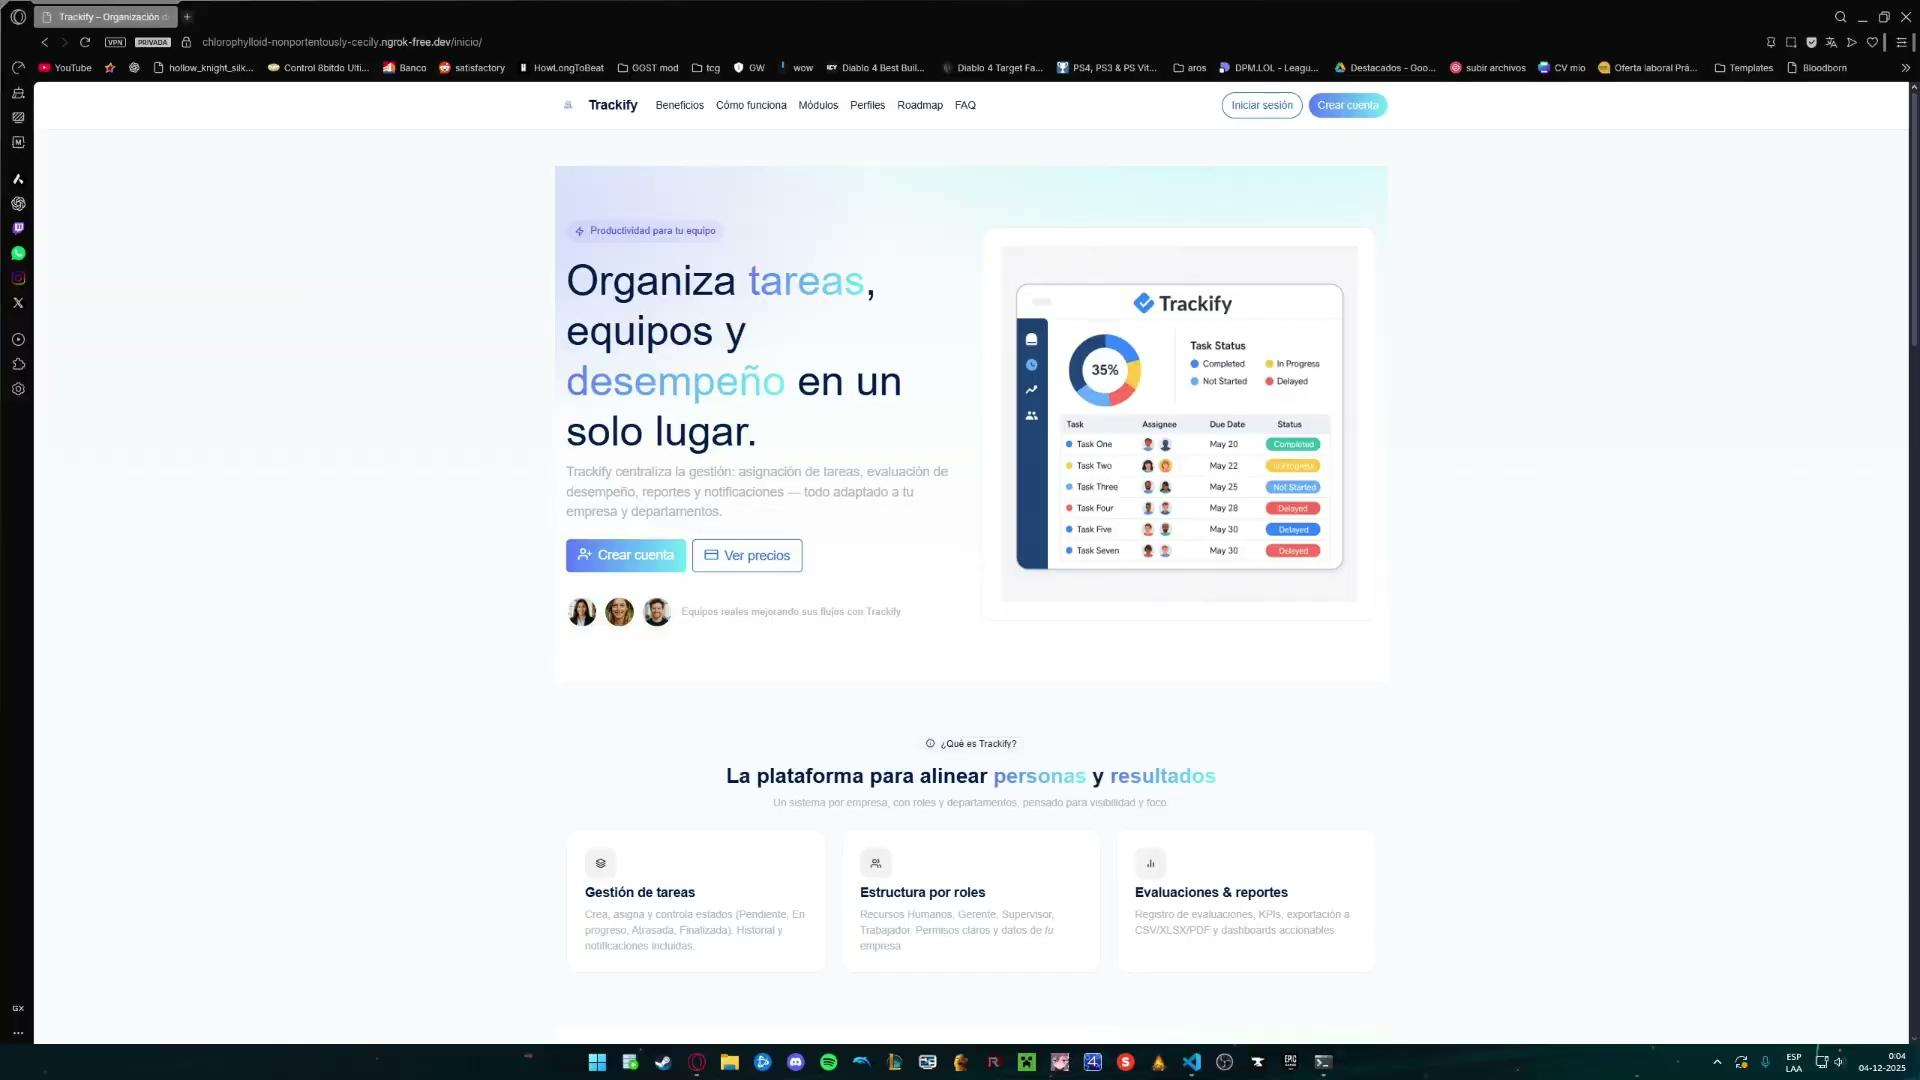 Trackify – Organización d
VPN
PRIVADA
chlorophylloid-nonportentously-cecily.ngrok-free.dev/inicio/
YouTube
hollow_knight_silk...
Control 8bitdo Ulti...
Banco
satisfactory
HowLongToBeat
GGST mod
tcg
GW
wow
Diablo 4 Best Buil...
Diablo 4 Target Fa...
PS4, PS3 & PS Vit...
aros
DPM.LOL - Leagu...
Destacados – Goo...
subir archivos
CV mio
Oferta laboral Prá...
Templates
Bloodborn
Trackify
Beneficios
Cómo funciona
Módulos
Perfiles
Roadmap
FAQ
Iniciar sesión
Crear cuenta
Productividad para tu equipo
Organiza tareas,
equipos y
desempeño en un
solo lugar.
Trackify centraliza la gestión: asignación de tareas, evaluación de
desempeño, reportes y notificaciones — todo adaptado a tu
empresa y departamentos.
Crear cuenta
Ver precios
Equipos reales mejorando sus flujos con Trackify
Trackify
35%
Task Status
Completed
In Progress
Not Started
Delayed
Task Assignee Due Date Status
Task One May 20 Completed
Task Two May 22 In Progress
Task Three May 25 Not Started
Task Four May 28 Delayed
Task Five May 30 Delayed
Task Seven May 30 Delayed
¿Qué es Trackify?
La plataforma para alinear personas y resultados
Un sistema por empresa, con roles y departamentos, pensado para visibilidad y foco.
Gestión de tareas
Crea, asigna y controla estados (Pendiente, En
progreso, Atrasada, Finalizada). Historial y
notificaciones incluidas.
Estructura por roles
Recursos Humanos, Gerente, Supervisor,
Trabajador. Permisos claros y datos de tu
empresa.
Evaluaciones & reportes
Registro de evaluaciones, KPIs, exportación a
CSV/XLSX/PDF y dashboards accionables.
GX
ESP
LAA
0:04
04-12-2025